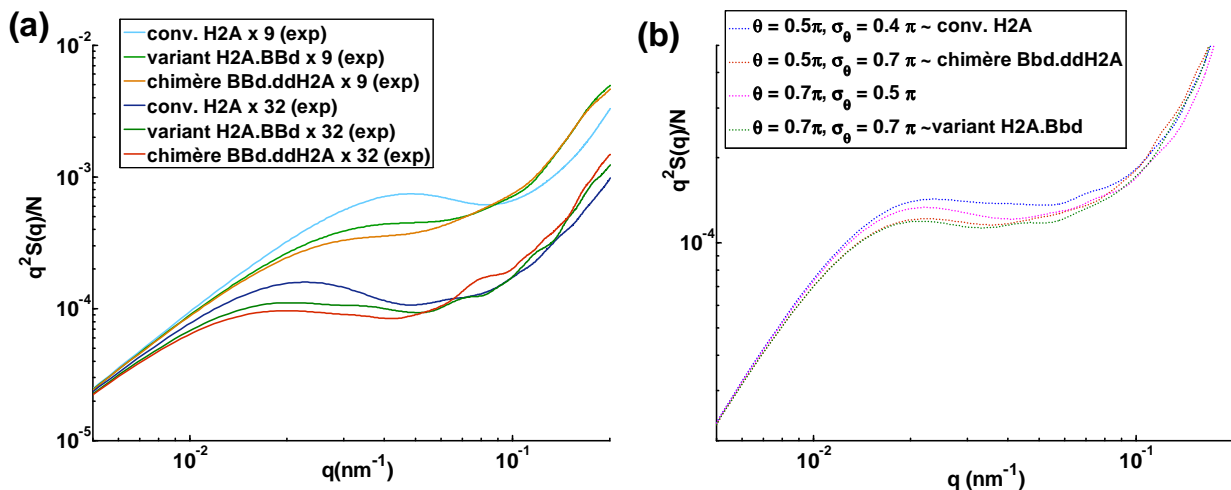 (a)
10^-2
10^-3
10^-4
10^-5
q^2S(q)/N
conv. H2A x 9 (exp)
variant H2A.BBd x 9 (exp)
chimère BBd.ddH2A x 9 (exp)
conv. H2A x 32 (exp)
variant H2A.BBd x 32 (exp)
chimère BBd.ddH2A x 32 (exp)
10^-2
10^-1
q(nm^-1)
(b)
q^2S(q)/N
10^-4
θ = 0.5π, σ_θ = 0.4 π ~ conv. H2A
θ = 0.5π, σ_θ = 0.7 π ~ chimère Bbd.ddH2A
θ = 0.7π, σ_θ = 0.5 π
θ = 0.7π, σ_θ = 0.7 π ~variant H2A.Bbd
10^-2
10^-1
q (nm^-1)